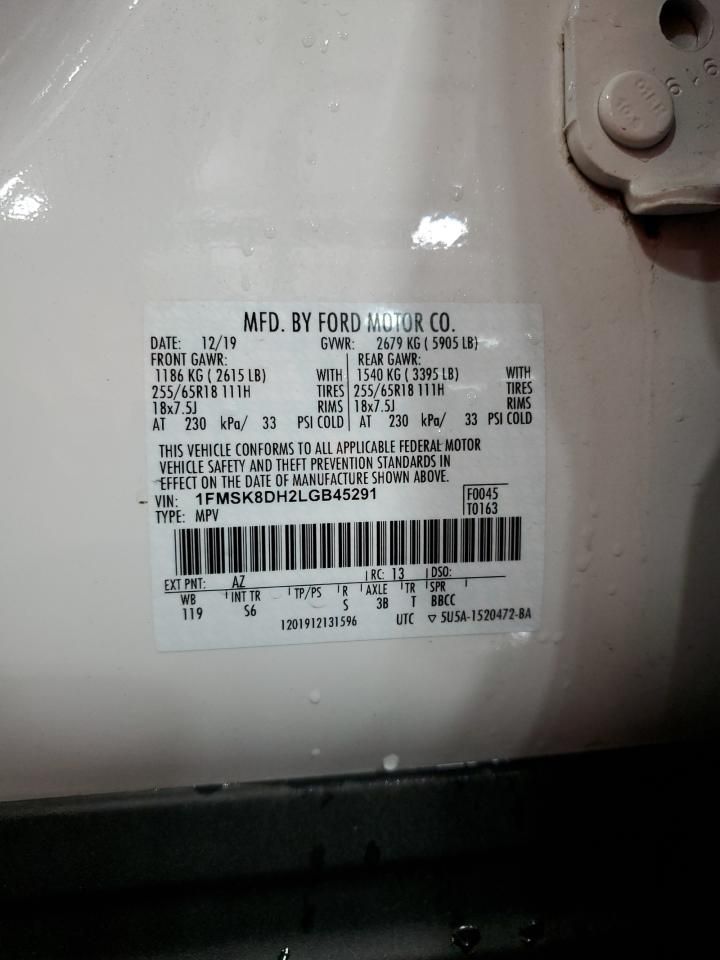 MFD. BY FORD MOTOR CO.
DATE: 12/19 GVWR: 2679 KG ( 5905 LB)
FRONT GAWR: REAR GAWR:
1186 KG ( 2615 LB) WITH 1540 KG ( 3395 LB) WITH
255/65R18 111H TIRES 255/65R18 111H TIRES
18x7.5J RIMS 18x7.5J RIMS
AT 230 kPa/ 33 PSI COLD AT 230 kPa/ 33 PSI COLD
THIS VEHICLE CONFORMS TO ALL APPLICABLE FEDERAL MOTOR
VEHICLE SAFETY AND THEFT PREVENTION STANDARDS IN
EFFECT ON THE DATE OF MANUFACTURE SHOWN ABOVE.
VIN: 1FMSK8DH2LGB45291 F0045
TYPE: MPV T0163
EXT PNT: AZ RC: 13 DSO:
WB INT TR TP/PS R AXLE TR SPR
119 S6 S 3B T BBCC
1201912131596 UTC ▽ 5U5A-1520472-BA